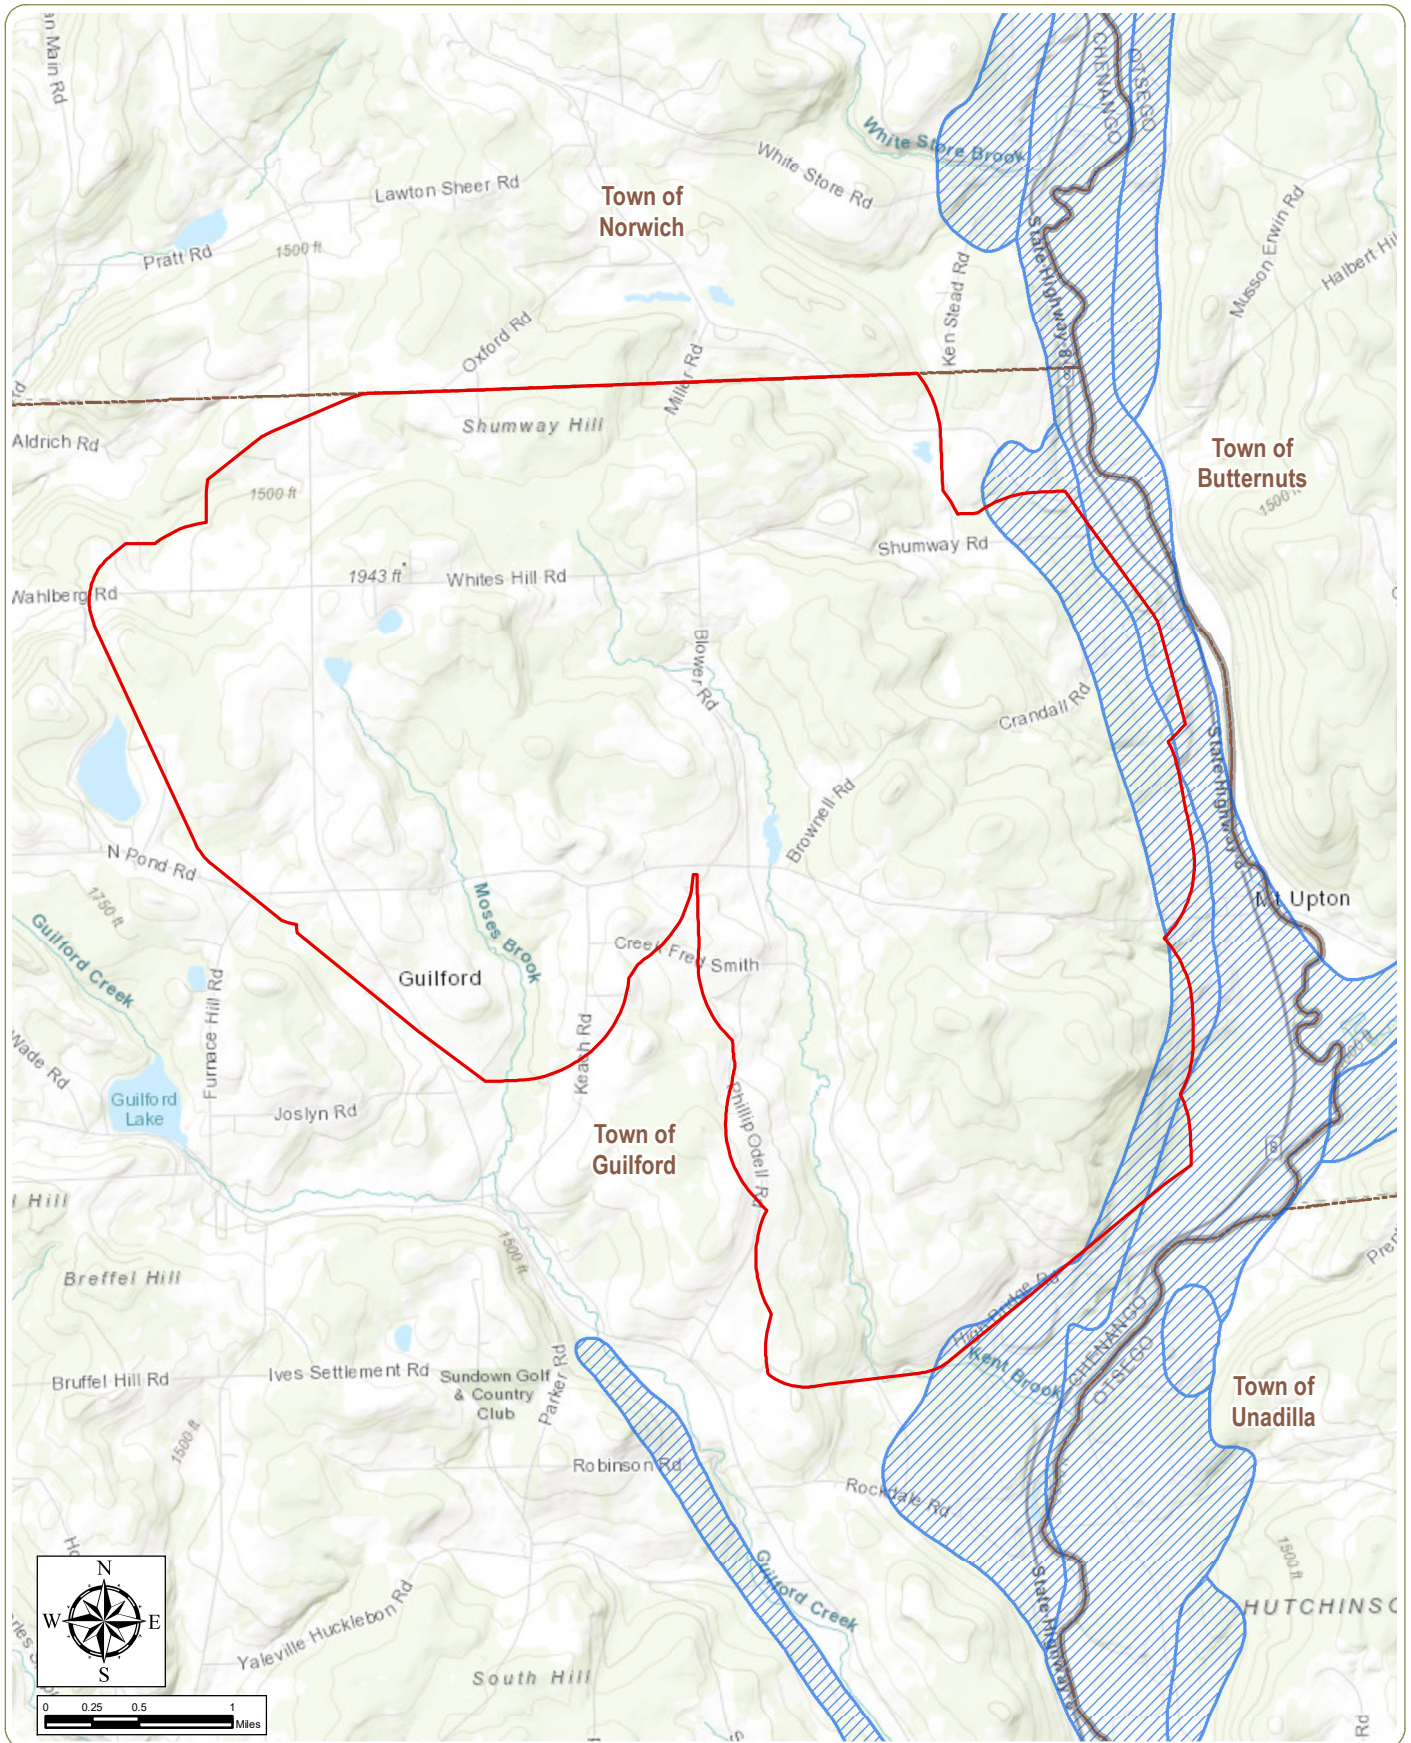 CHENANGO
OTSEGO
White Store Brook
White Store Rd
Lawton Sheer Rd
Town of
Norwich
Pratt Rd
1500 ft
State Highway 8
Musson Erwin Rd
Ken Stead Rd
Oxford Rd
Miller Rd
8
Aldrich Rd
Shumway Hill
Town of
Butternuts
1500 ft
1500 ft
Shumway Rd
1943 ft
Whites Hill Rd
Wahlberg Rd
Blower Rd
Crandall Rd
State Highway 8
Brownell Rd
N Pond Rd
1750 ft
Mt Upton
Guilford Creek
Moses Brook
Creek Fred Smith
Guilford
Furnace Hill Rd
Keach Rd
Wade Rd
Guilford
Lake
Joslyn Rd
Phillip Odell Rd
Town of
Guilford
8
Hill
1500 ft
Breffel Hill
High Bridge Rd
Kent Brook
CHENANGO
OTSEGO
Bruffel Hill Rd
Ives Settlement Rd
Sundown Golf
& Country
Club
Parker Rd
Town of
Unadilla
1500 ft
Robinson Rd
Rockdale Rd
1500 ft
Guilford Creek
State Highway 8
HUTCHINSO
Yaleville Hucklebon Rd
South Hill
Rd
N
W
E
S
0 0.25 0.5 1
Miles